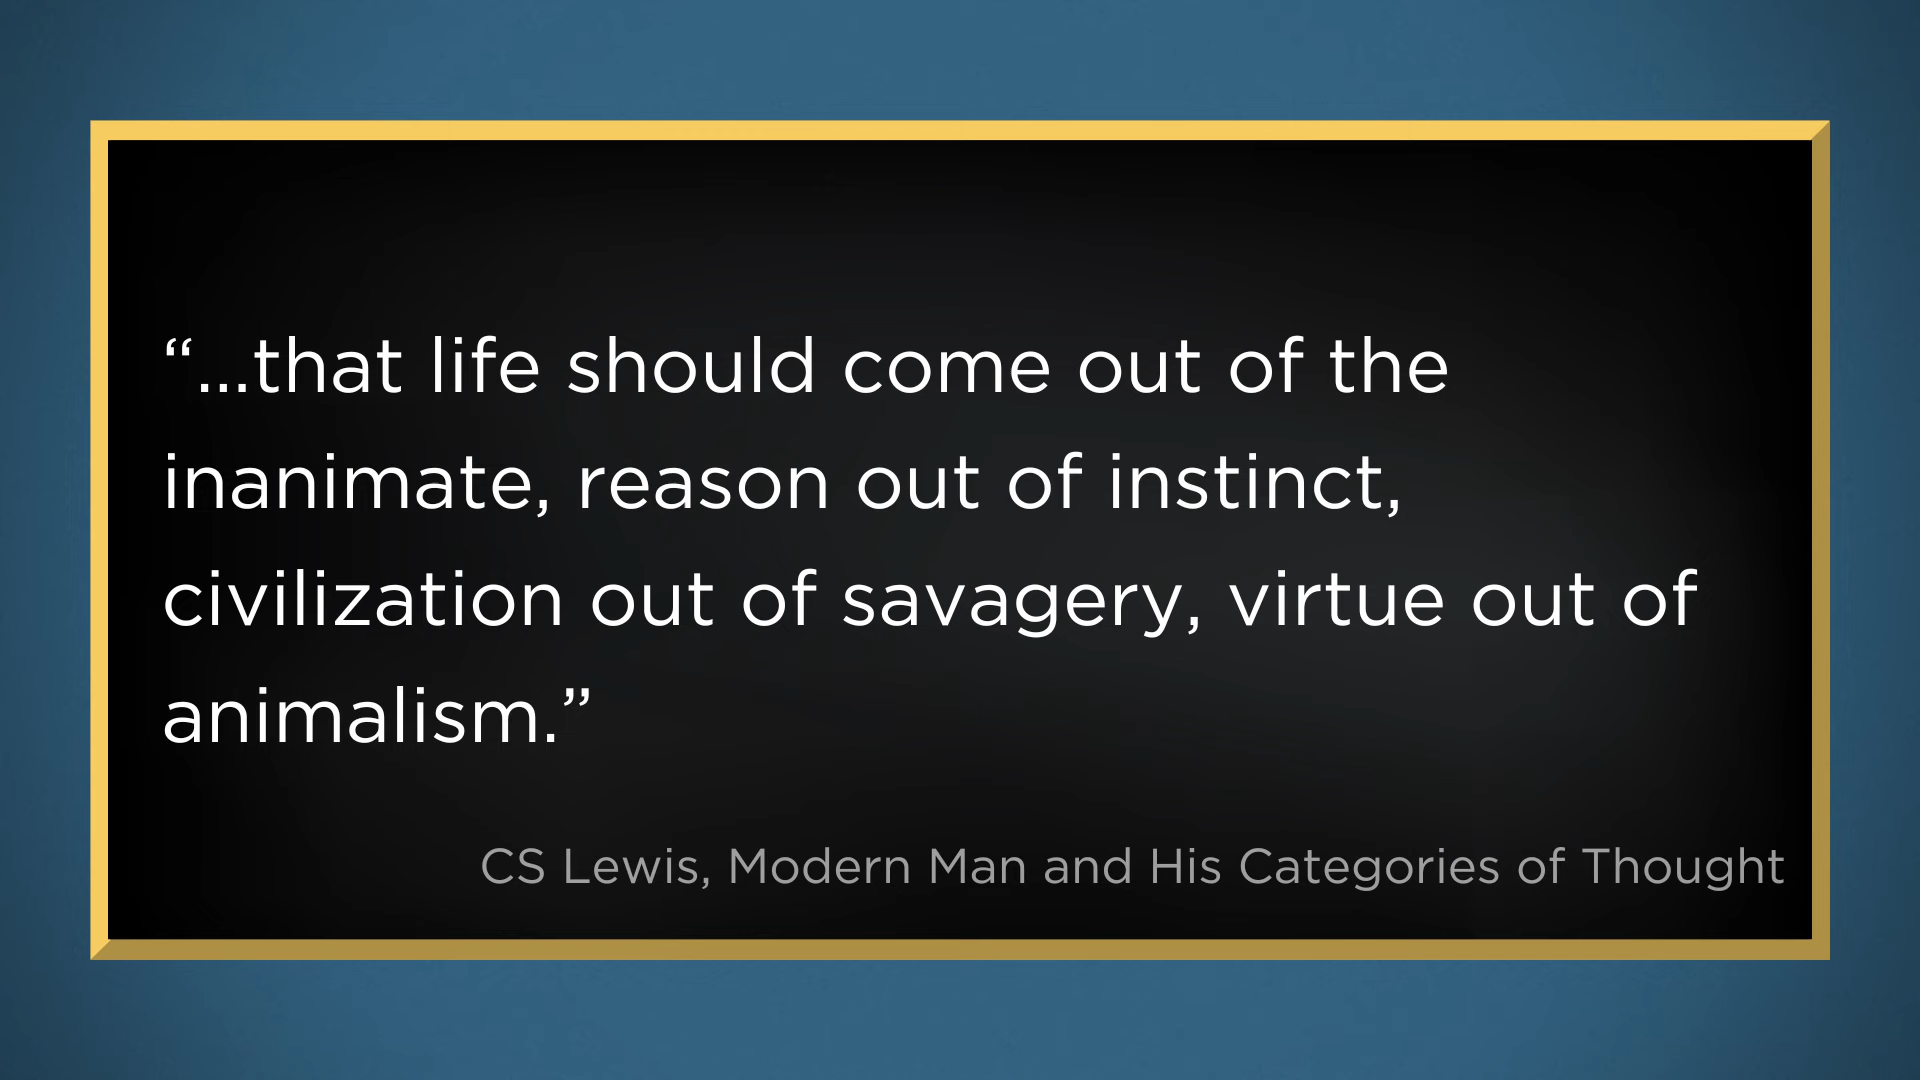 “...that life should come out of the
inanimate, reason out of instinct,
civilization out of savagery, virtue out of
animalism.”
CS Lewis, Modern Man and His Categories of Thought